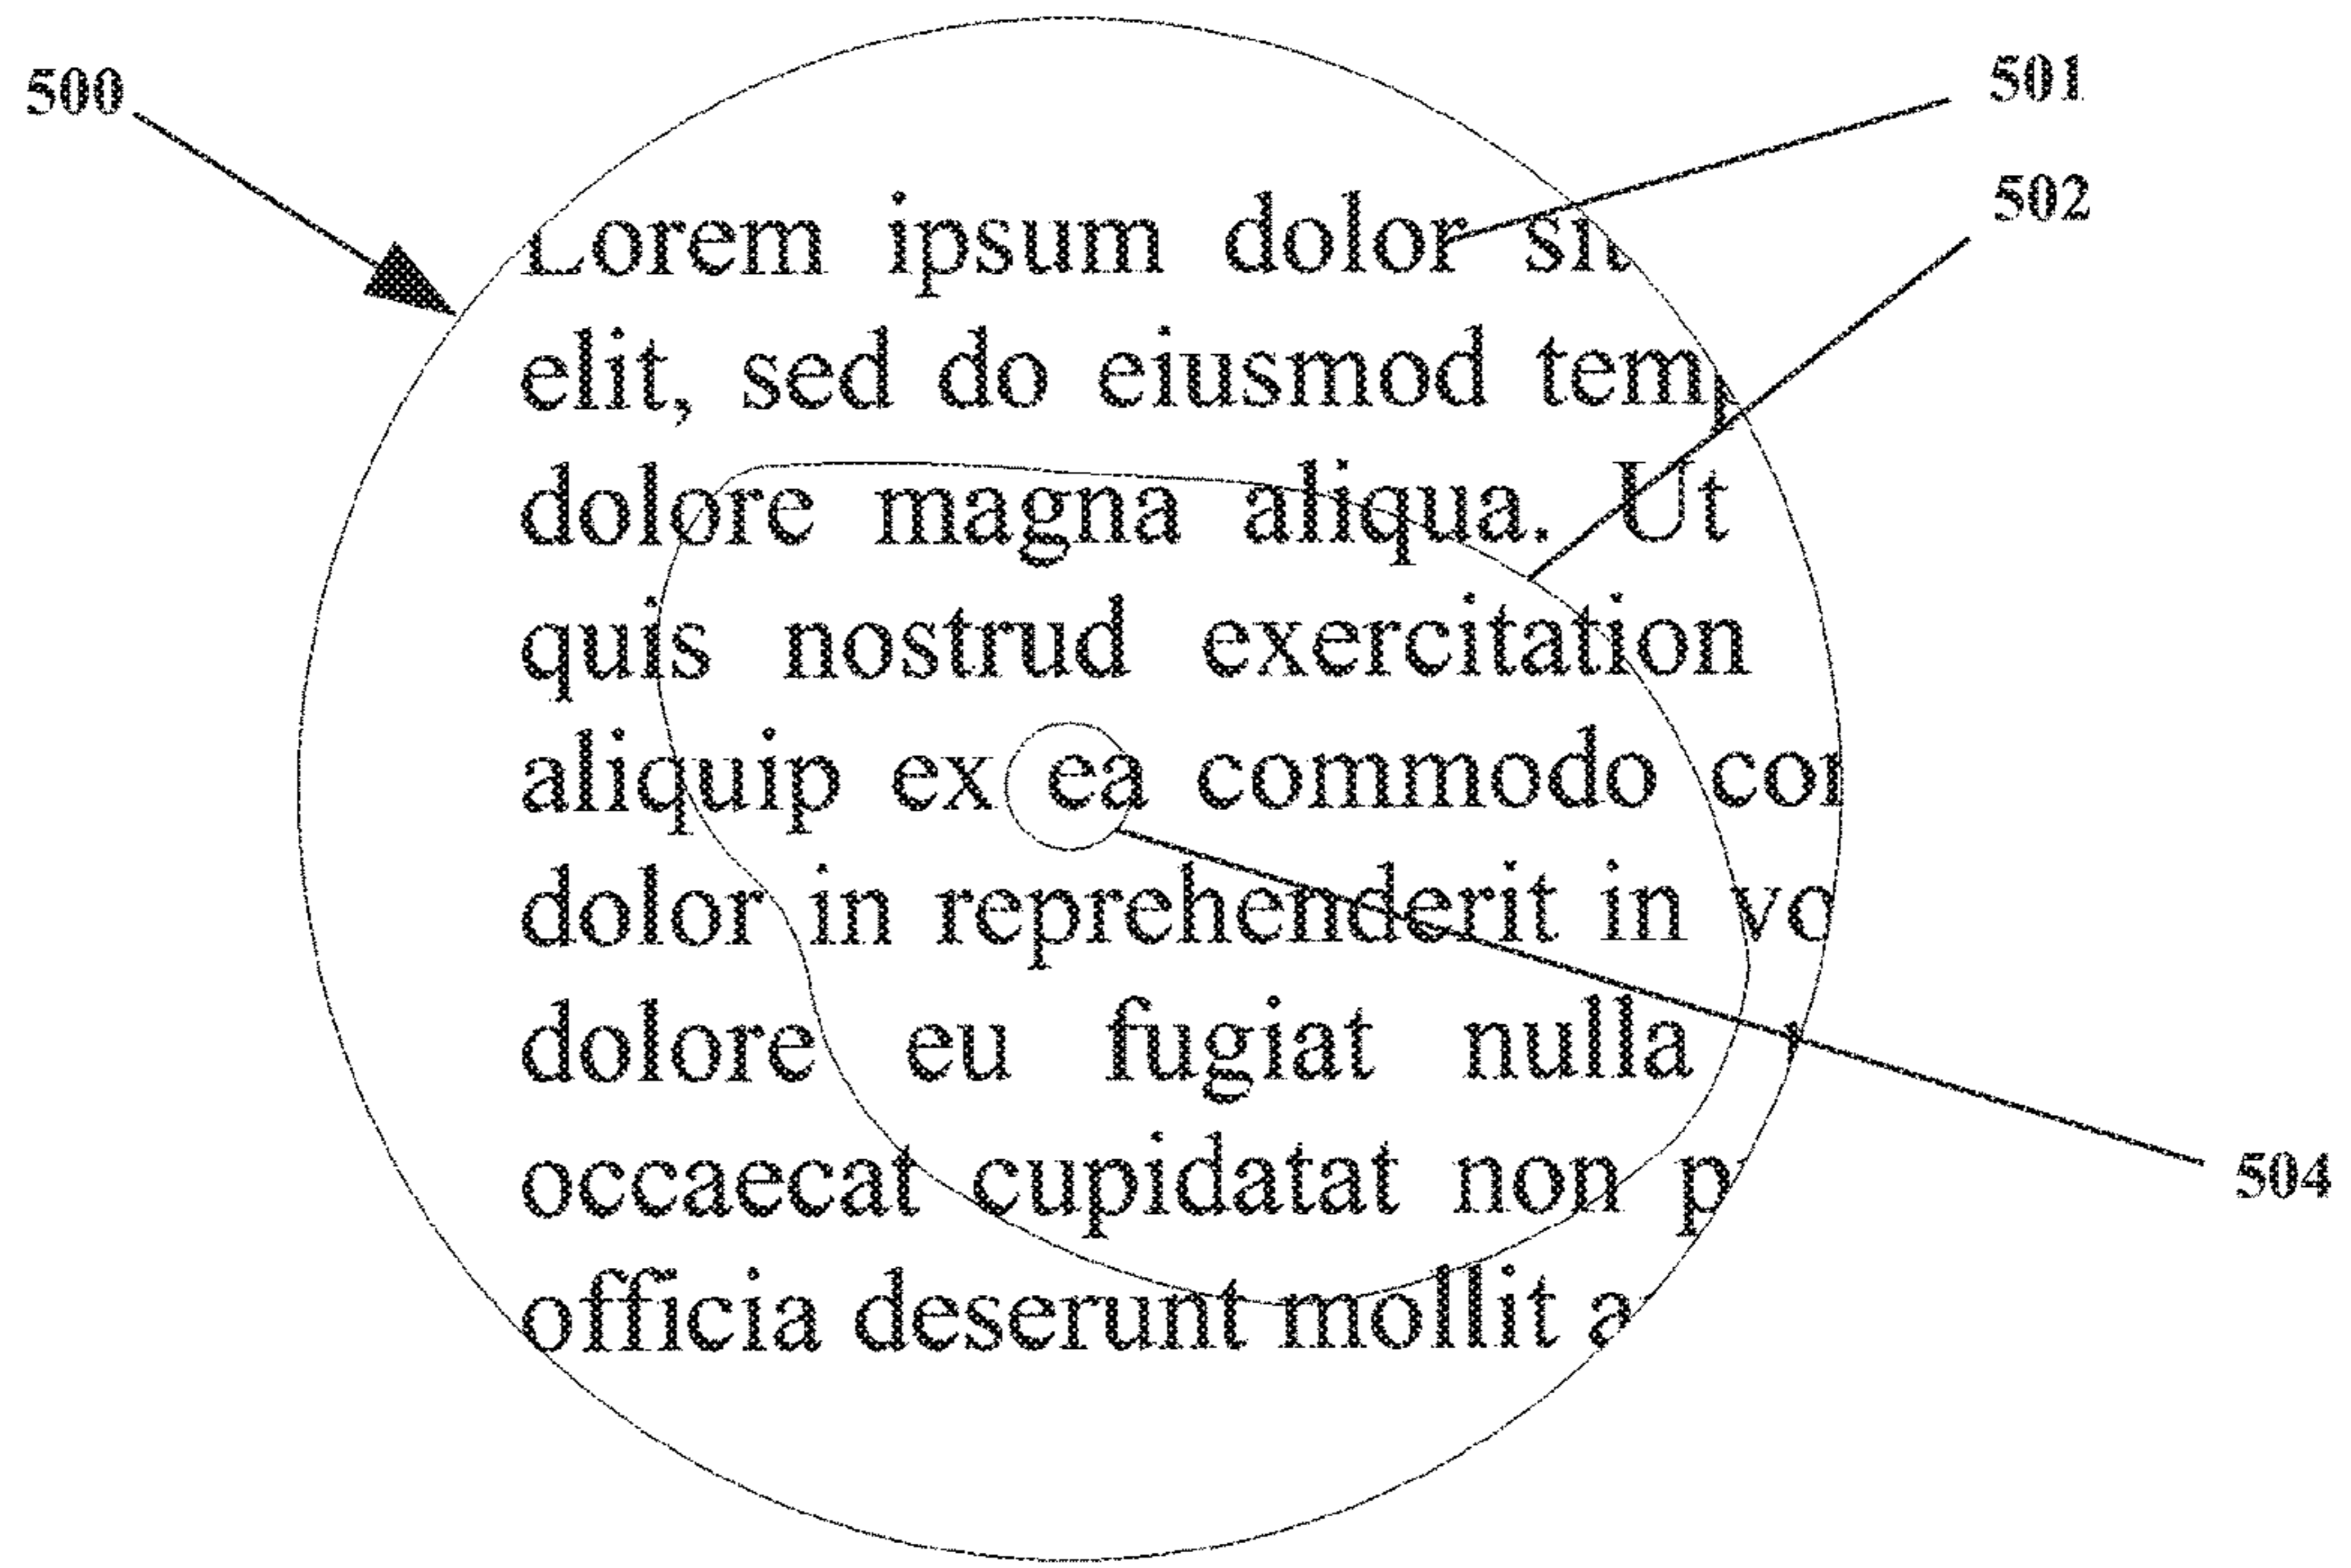 500
501
502
Lorem ipsum dolor
elit, sed do eiusmod
dolore magna aliqua. Ut
quis nostrud exercitation
aliquip ex ea commodo
dolor in reprehenderit in
dolore eu fugiat nulla
occaecat cupidatat non
officia deserunt mollit
504